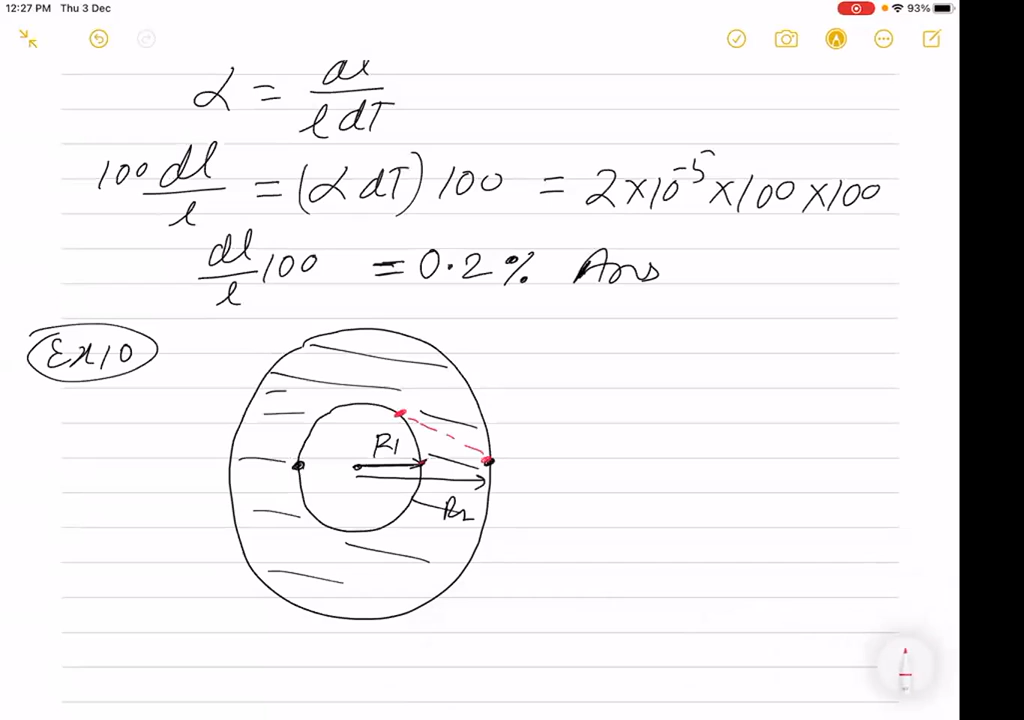 12:27 PM Thu 3 Dec 93%
α = dl / l dT
100 dl / l = (α dT) 100 = 2×10⁻⁵×100×100
dl / l 100 = 0.2% Ans
Ex10
R1
R2